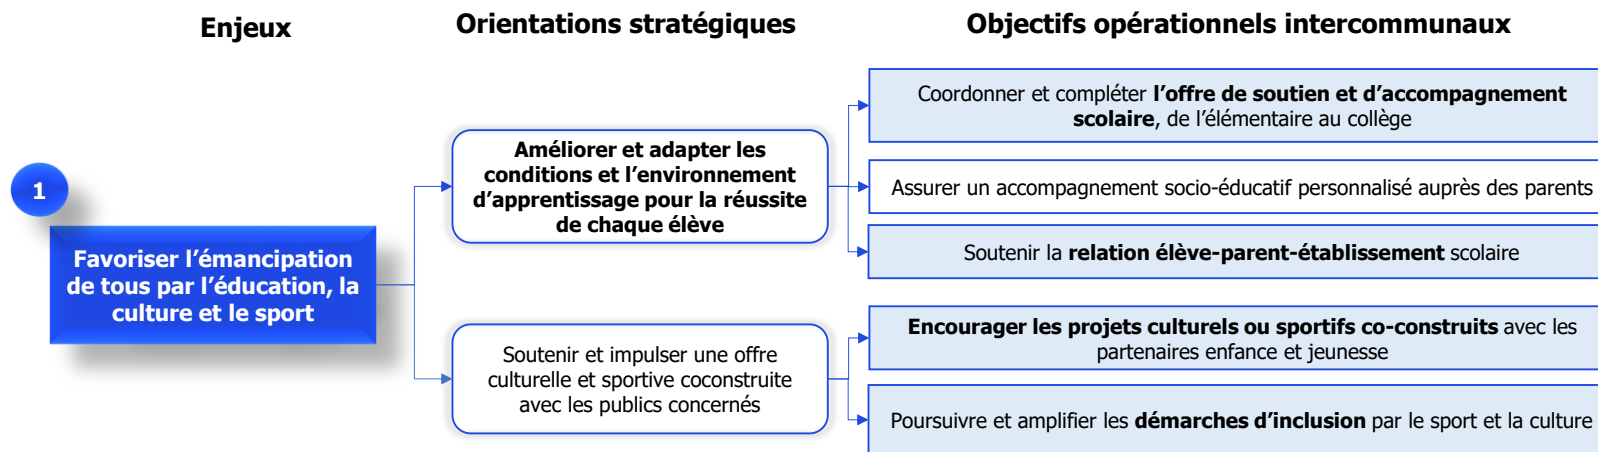 Enjeux
Orientations stratégiques
Objectifs opérationnels intercommunaux
1
Favoriser l’émancipation
de tous par l’éducation, la
culture et le sport
Améliorer et adapter les
conditions et l’environnement
d’apprentissage pour la réussite
de chaque élève
Coordonner et compléter l’offre de soutien et d’accompagnement
scolaire, de l’élémentaire au collège
Assurer un accompagnement socio-éducatif personnalisé auprès des parents
Soutenir la relation élève-parent-établissement scolaire
Soutenir et impulser une offre
culturelle et sportive coconstruite
avec les publics concernés
Encourager les projets culturels ou sportifs co-construits avec les
partenaires enfance et jeunesse
Poursuivre et amplifier les démarches d’inclusion par le sport et la culture